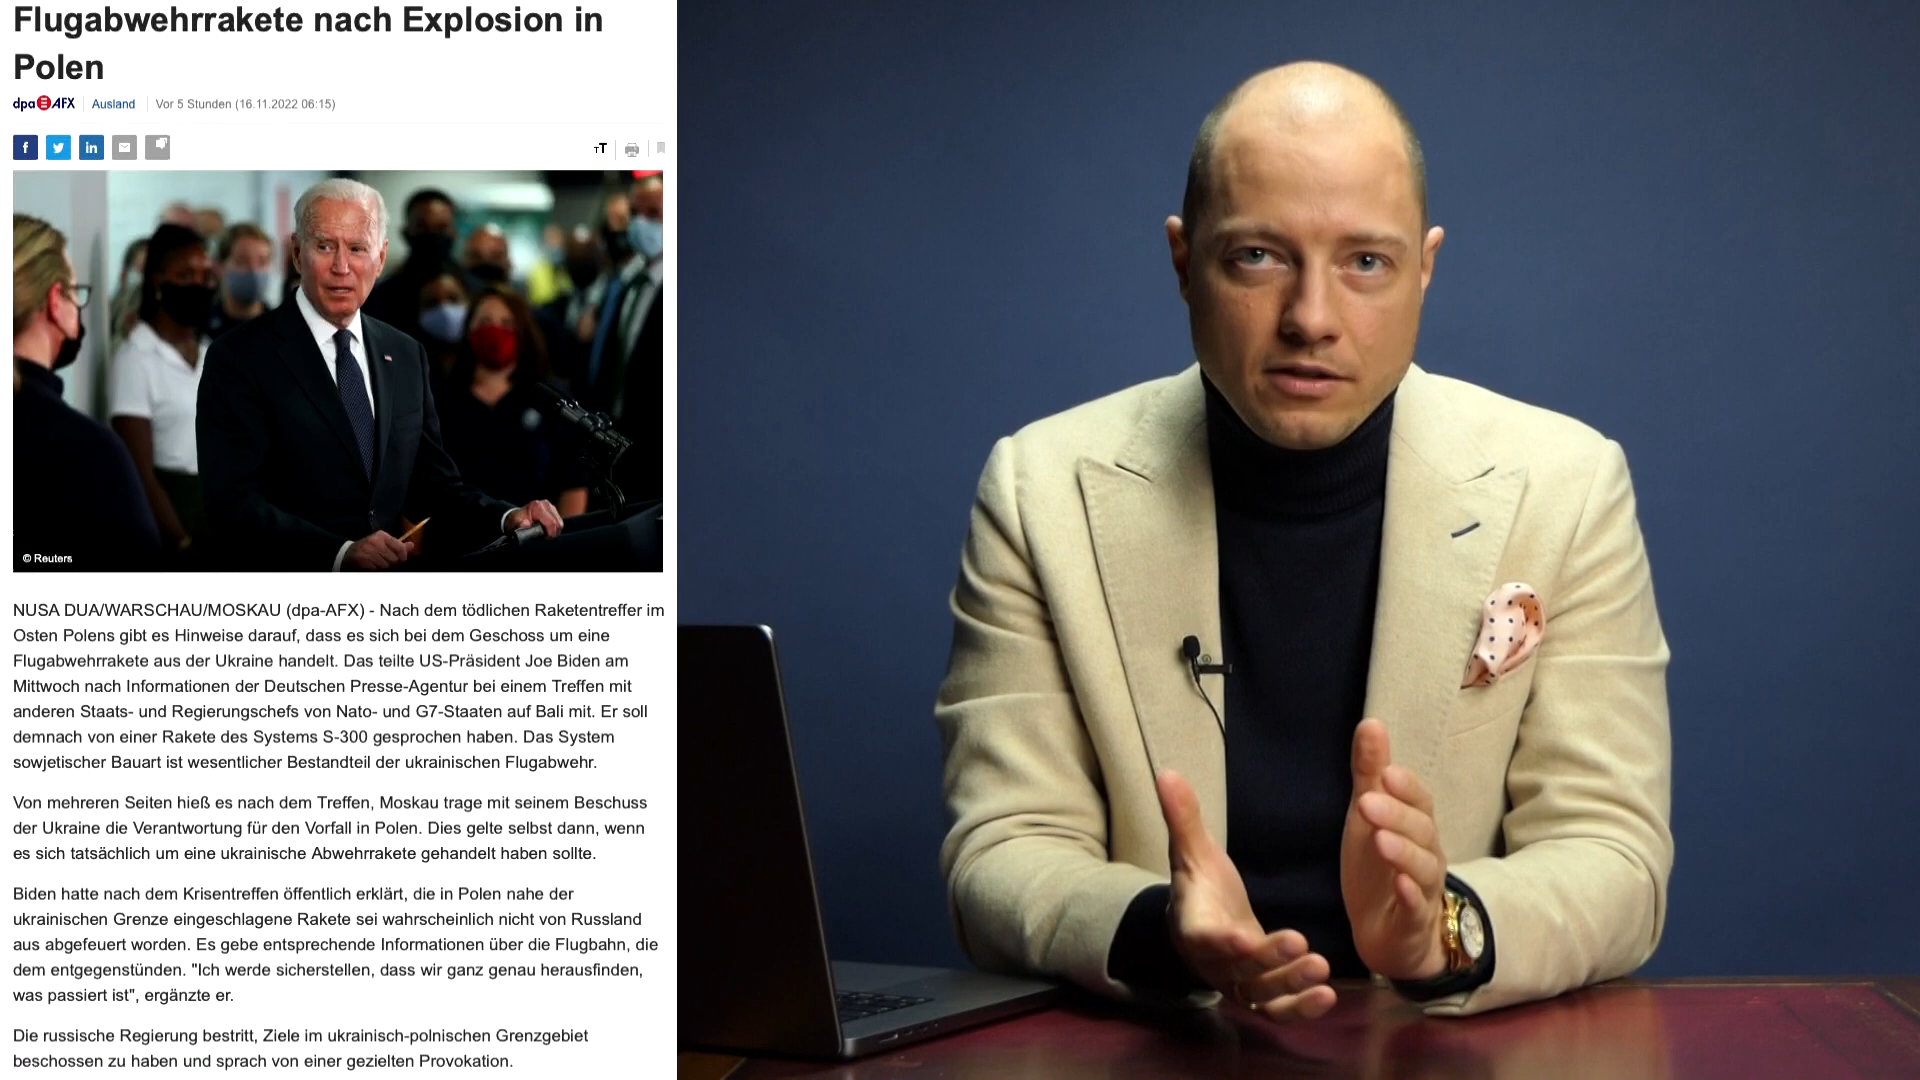 Flugabwehrrakete nach Explosion in
Polen
dpa AFX Ausland Vor 5 Stunden (16.11.2022 06:15)
f in TT
© Reuters
NUSA DUA/WARSCHAU/MOSKAU (dpa-AFX) - Nach dem tödlichen Raketentreffer im
Osten Polens gibt es Hinweise darauf, dass es sich bei dem Geschoss um eine
Flugabwehrrakete aus der Ukraine handelt. Das teilte US-Präsident Joe Biden am
Mittwoch nach Informationen der Deutschen Presse-Agentur bei einem Treffen mit
anderen Staats- und Regierungschefs von Nato- und G7-Staaten auf Bali mit. Er soll
demnach von einer Rakete des Systems S-300 gesprochen haben. Das System
sowjetischer Bauart ist wesentlicher Bestandteil der ukrainischen Flugabwehr.
Von mehreren Seiten hieß es nach dem Treffen, Moskau trage mit seinem Beschuss
der Ukraine die Verantwortung für den Vorfall in Polen. Dies gelte selbst dann, wenn
es sich tatsächlich um eine ukrainische Abwehrrakete gehandelt haben sollte.
Biden hatte nach dem Krisentreffen öffentlich erklärt, die in Polen nahe der
ukrainischen Grenze eingeschlagene Rakete sei wahrscheinlich nicht von Russland
aus abgefeuert worden. Es gebe entsprechende Informationen über die Flugbahn, die
dem entgegenstünden. "Ich werde sicherstellen, dass wir ganz genau herausfinden,
was passiert ist", ergänzte er.
Die russische Regierung bestritt, Ziele im ukrainisch-polnischen Grenzgebiet
beschossen zu haben und sprach von einer gezielten Provokation.